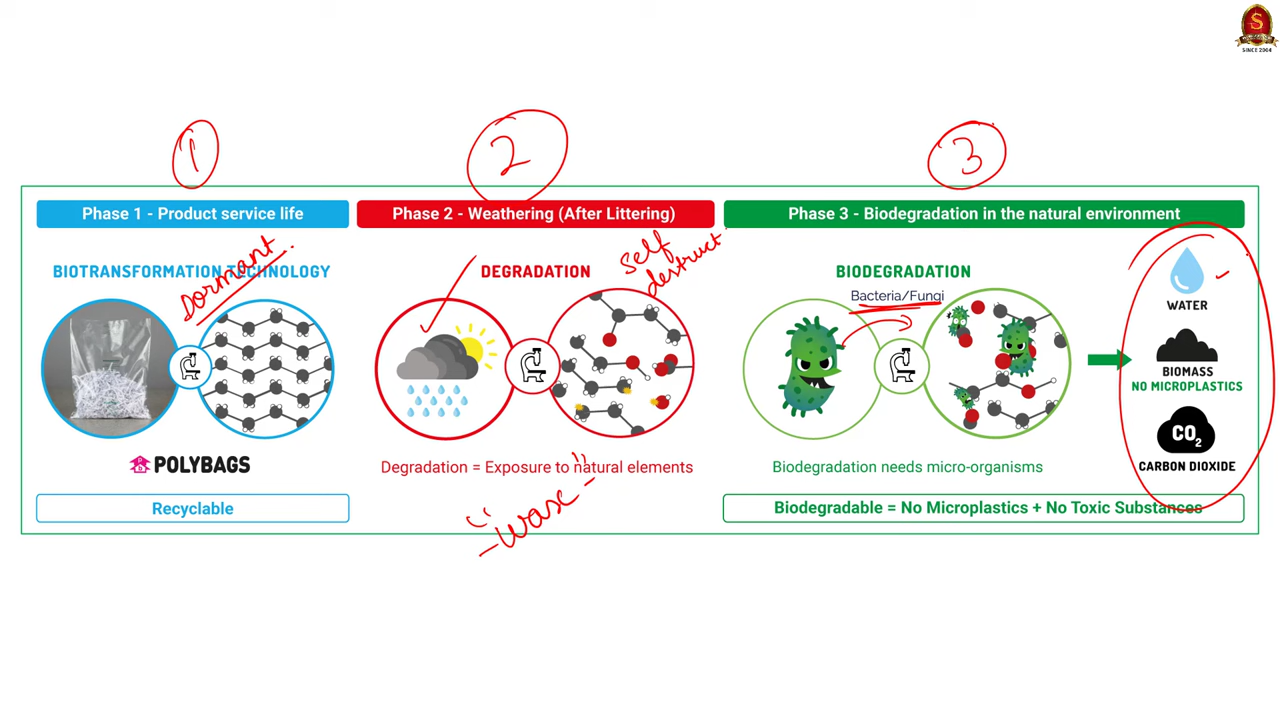 S
SINCE 2004
1
2
3
Phase 1 - Product service life
Phase 2 - Weathering (After Littering)
Phase 3 - Biodegradation in the natural environment
BIOTRANSFORMATION TECHNOLOGY
Dormant.
POLYBAGS
Recyclable
DEGRADATION
Self
destruct
Degradation = Exposure to natural elements
"wax"
BIODEGRADATION
Bacteria/Fungi
Biodegradation needs micro-organisms
WATER
BIOMASS
NO MICROPLASTICS
CO2
CARBON DIOXIDE
Biodegradable = No Microplastics + No Toxic Substances